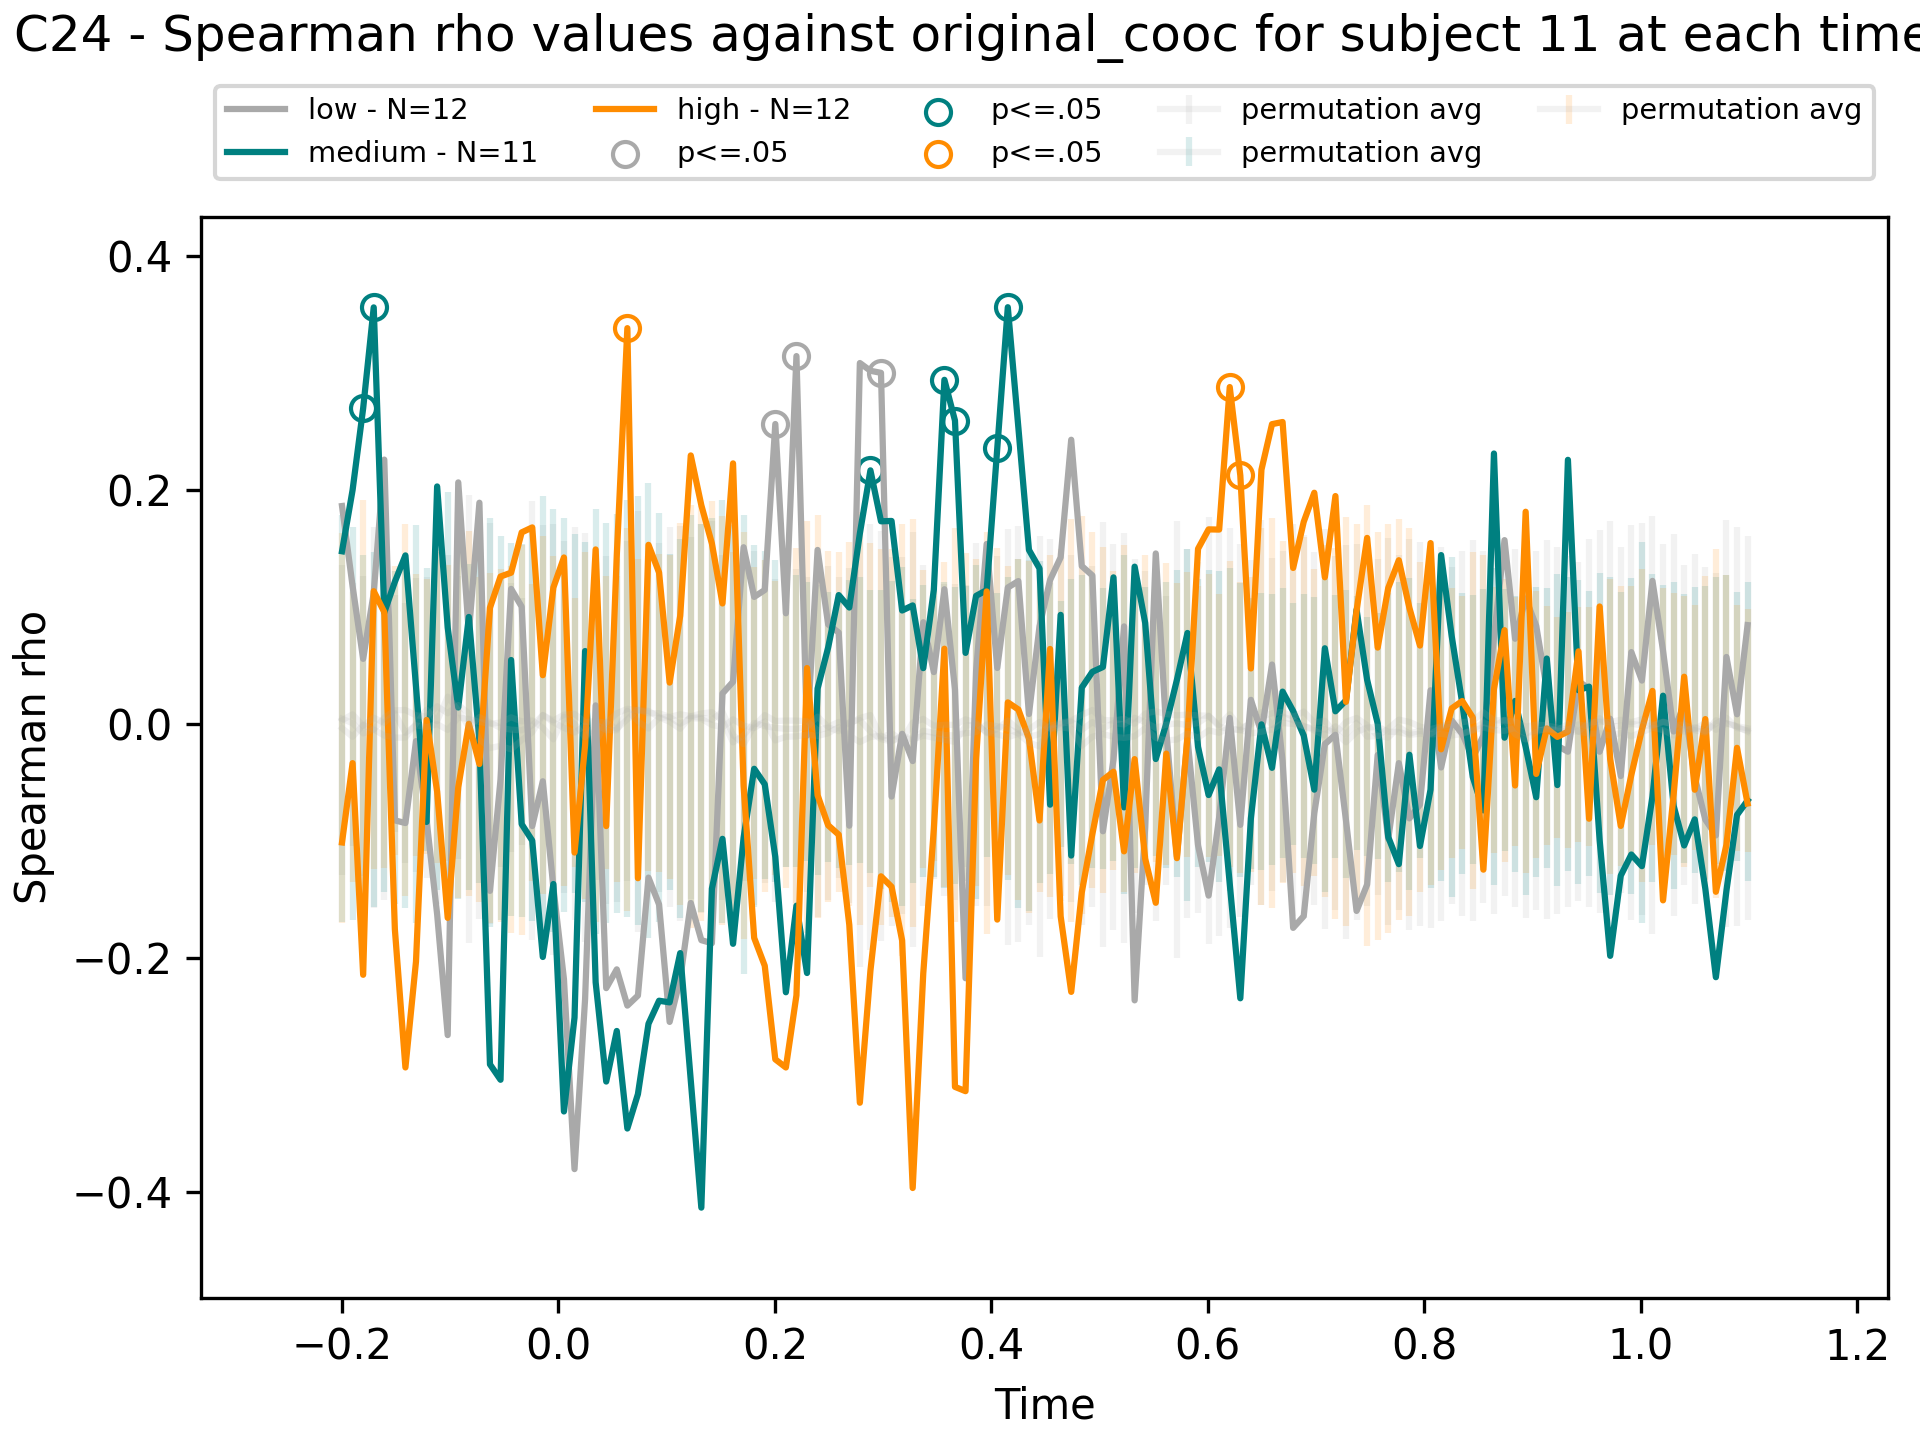 C24 - Spearman rho values against original_cooc for subject 11 at each time
low - N=12
high - N=12
p<=.05
permutation avg
permutation avg
medium - N=11
p<=.05
p<=.05
permutation avg
0.4
0.2
0.0
−0.2
−0.4
Spearman rho
−0.2
0.0
0.2
0.4
0.6
0.8
1.0
1.2
Time